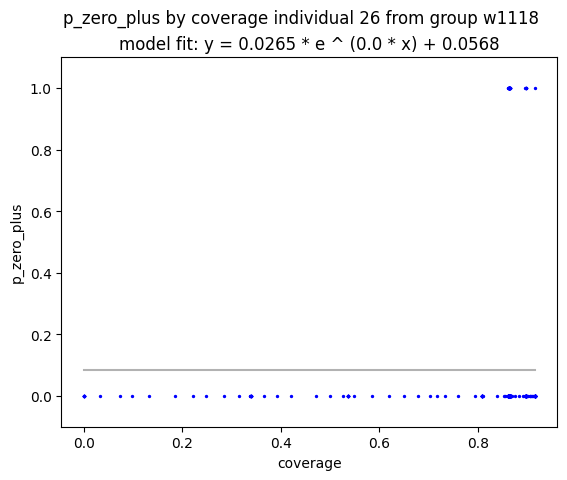 p_zero_plus by coverage individual 26 from group w1118
model fit: y = 0.0265 * e ^ (0.0 * x) + 0.0568
1.0
0.8
0.6
0.4
0.2
0.0
p_zero_plus
0.0 0.2 0.4 0.6 0.8
coverage